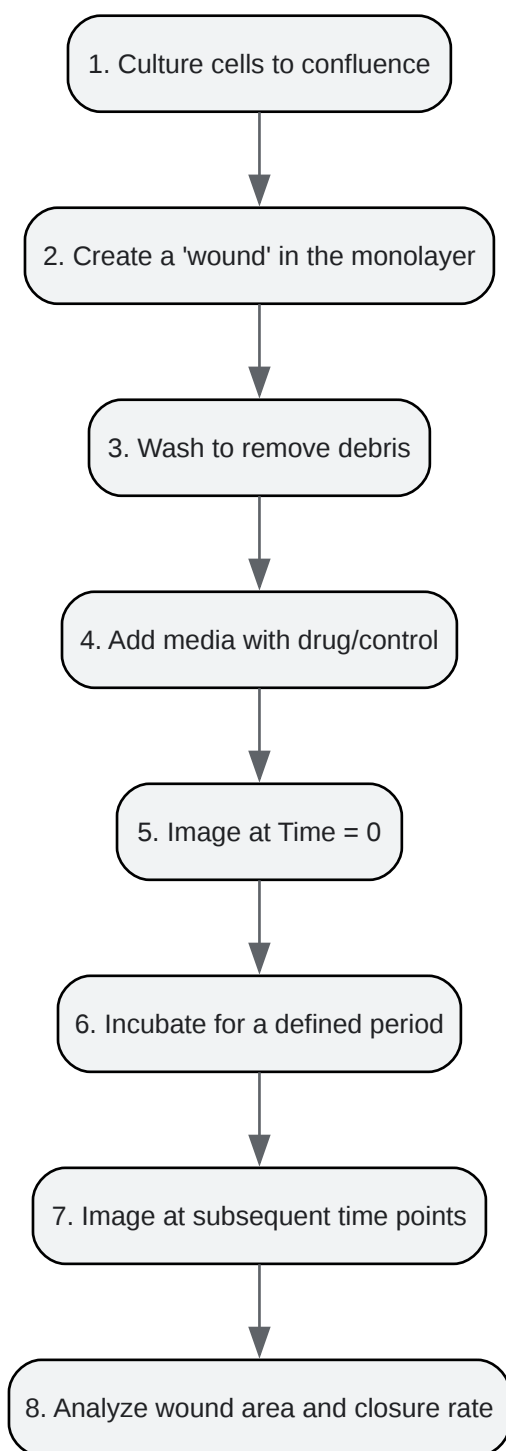 1. Culture cells to confluence
2. Create a 'wound' in the monolayer
3. Wash to remove debris
4. Add media with drug/control
5. Image at Time = 0
6. Incubate for a defined period
7. Image at subsequent time points
8. Analyze wound area and closure rate